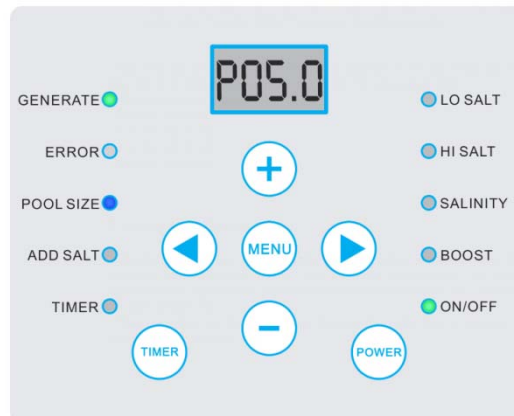 P05.0
GENERATE
LO SALT
ERROR
HI SALT
POOL SIZE
SALINITY
ADD SALT
MENU
BOOST
TIMER
ON/OFF
TIMER
POWER